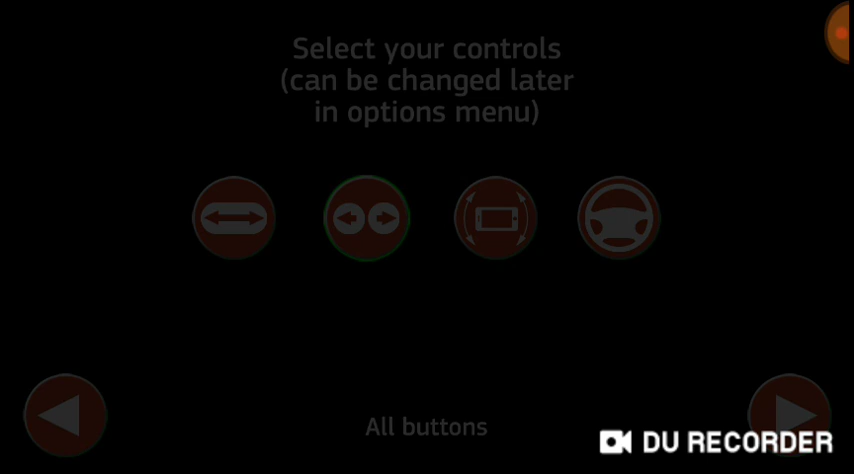 Select your controls
(can be changed later
in options menu)
All buttons
DU RECORDER